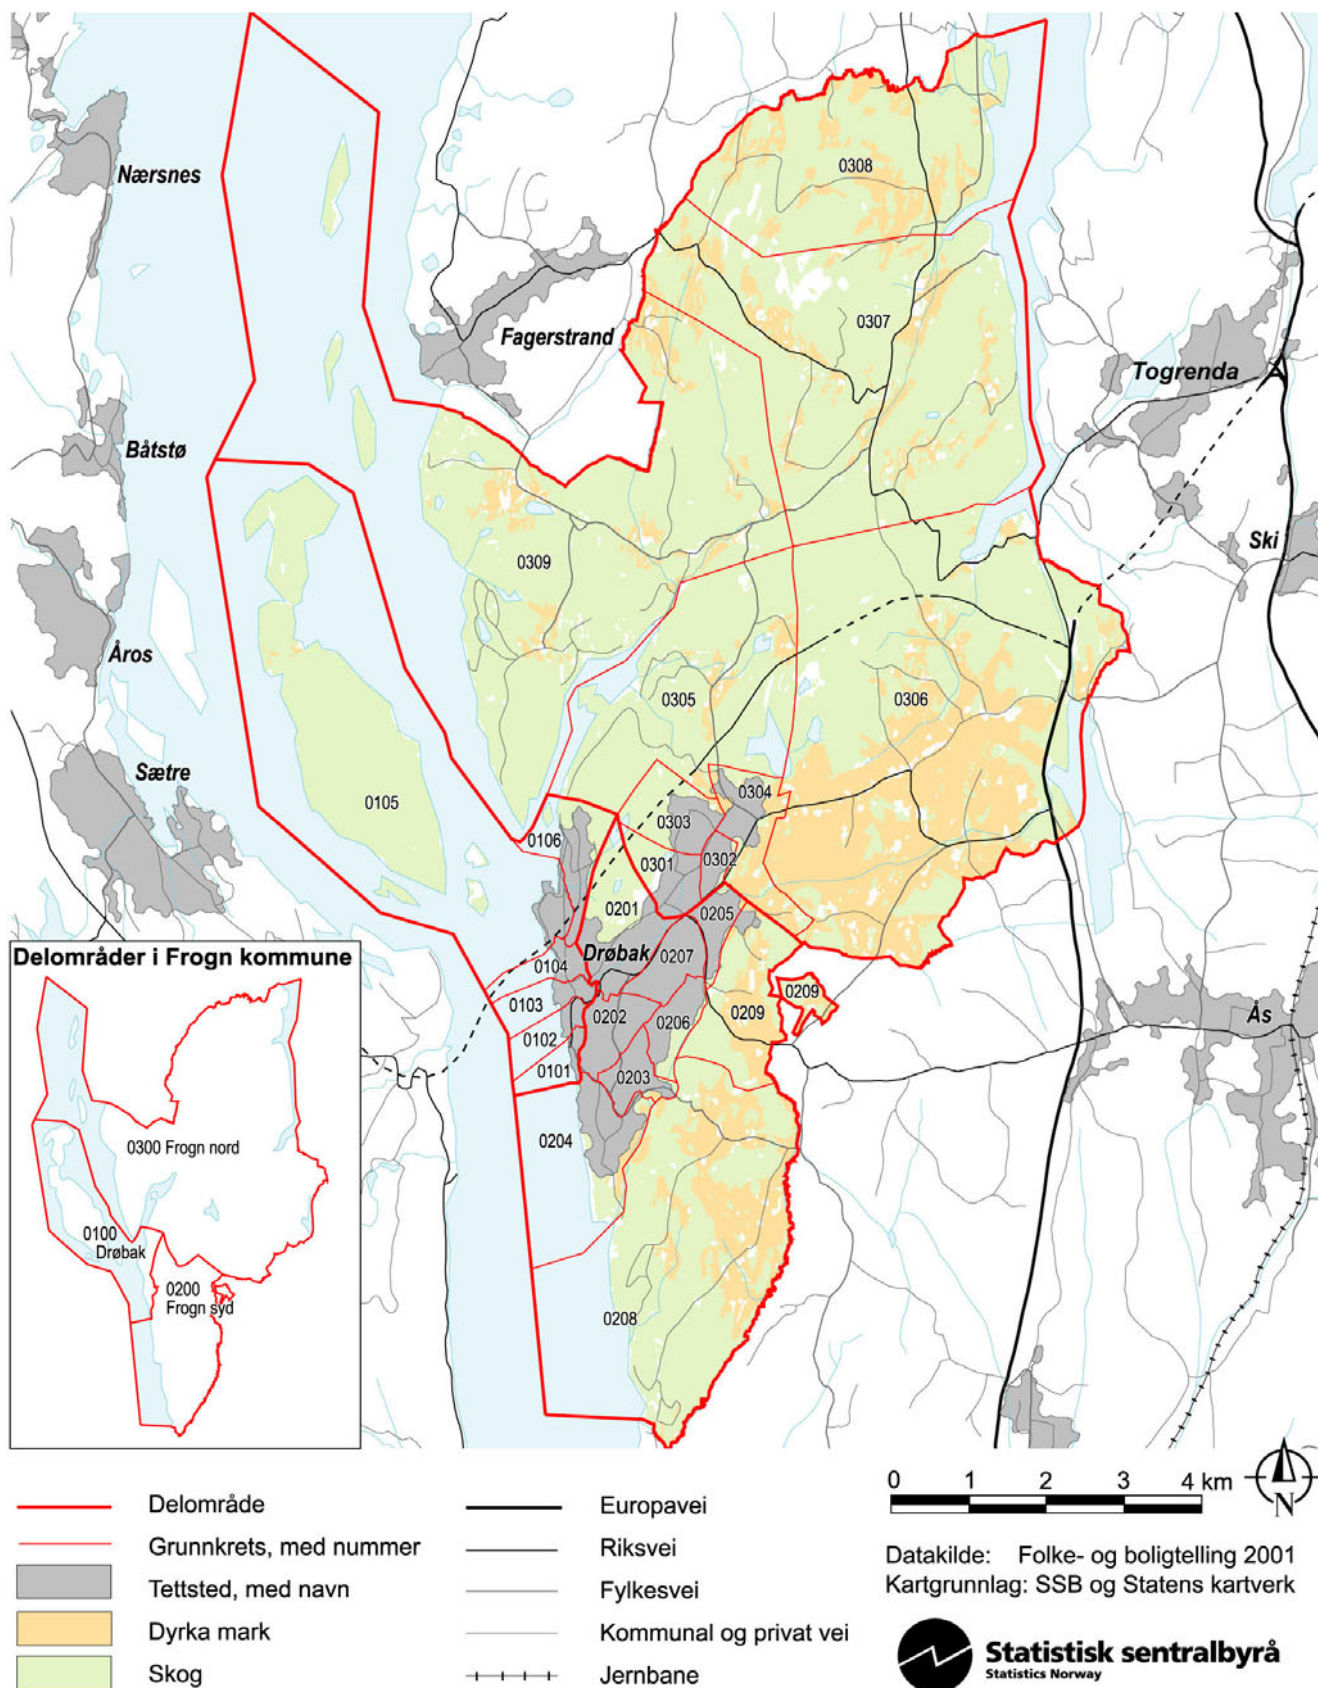 Nærsnes
0308
Fagerstrand
0307
Togrenda
Båtstø
Ski
0309
Åros
0305
0306
Sætre
0105
0304
0303
0106
0301
0302
0201
0205
Delområder i Frogn kommune
Drøbak
0207
0104
0209
0103
0209
0202
0206
Ås
0102
0101
0203
0204
0300 Frogn nord
0100
Drøbak
0200
Frogn syd
0208
0 1 2 3 4 km
N
Delområde
Grunnkrets, med nummer
Tettsted, med navn
Dyrka mark
Skog
Europavei
Riksvei
Fylkesvei
Kommunal og privat vei
Jernbane
Datakilde: Folke- og boligtelling 2001
Kartgrunnlag: SSB og Statens kartverk
Statistisk sentralbyrå
Statistics Norway